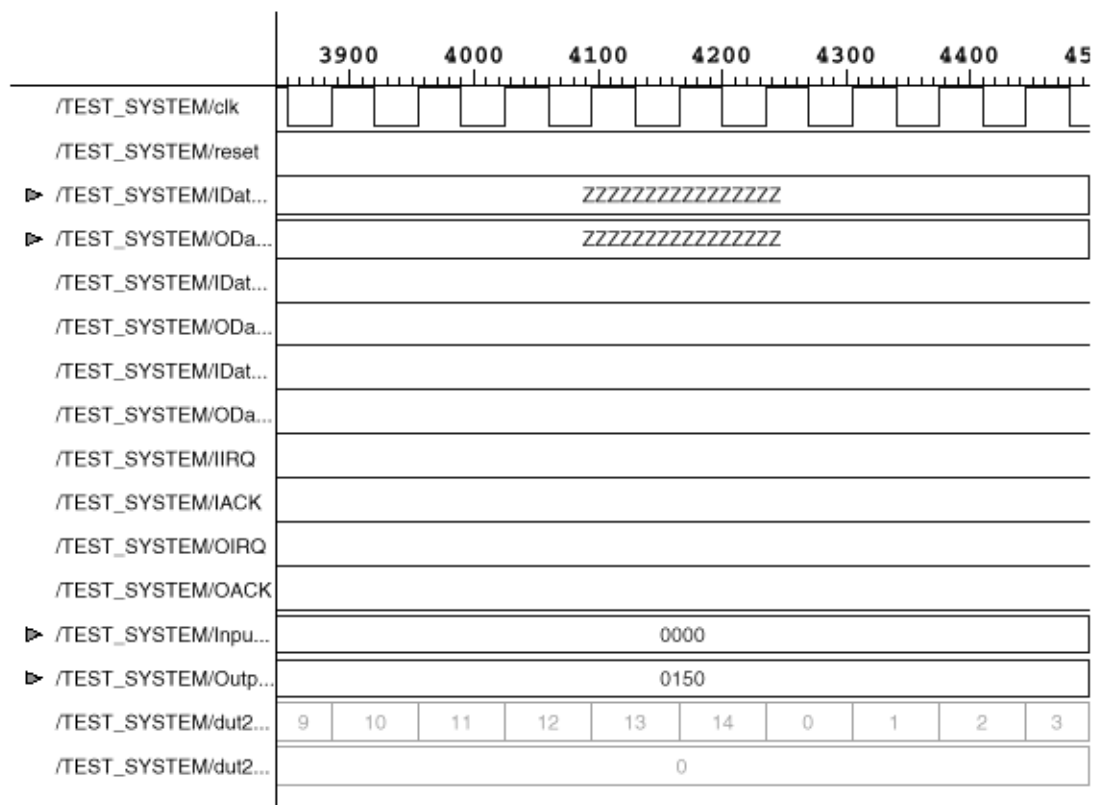 3900 4000 4100 4200 4300 4400 45
/TEST_SYSTEM/clk
/TEST_SYSTEM/reset
/TEST_SYSTEM/IDat... ZZZZZZZZZZZZZZZZ
/TEST_SYSTEM/ODa... ZZZZZZZZZZZZZZZZ
/TEST_SYSTEM/IDat...
/TEST_SYSTEM/ODa...
/TEST_SYSTEM/IDat...
/TEST_SYSTEM/ODa...
/TEST_SYSTEM/IIRQ
/TEST_SYSTEM/IACK
/TEST_SYSTEM/OIRQ
/TEST_SYSTEM/OACK
/TEST_SYSTEM/Inpu... 0000
/TEST_SYSTEM/Outp... 0150
/TEST_SYSTEM/dut2... 9 10 11 12 13 14 0 1 2 3
/TEST_SYSTEM/dut2... 0